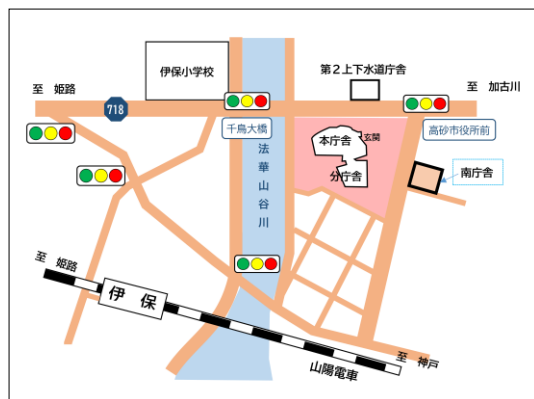 伊保小学校
第2上下水道庁舎
至 姫路
至 加古川
718
千鳥大橋
高砂市役所前
玄関
本庁舎
分庁舎
南庁舎
法華山谷川
至 姫路
伊 保
山陽電車
至 神戸